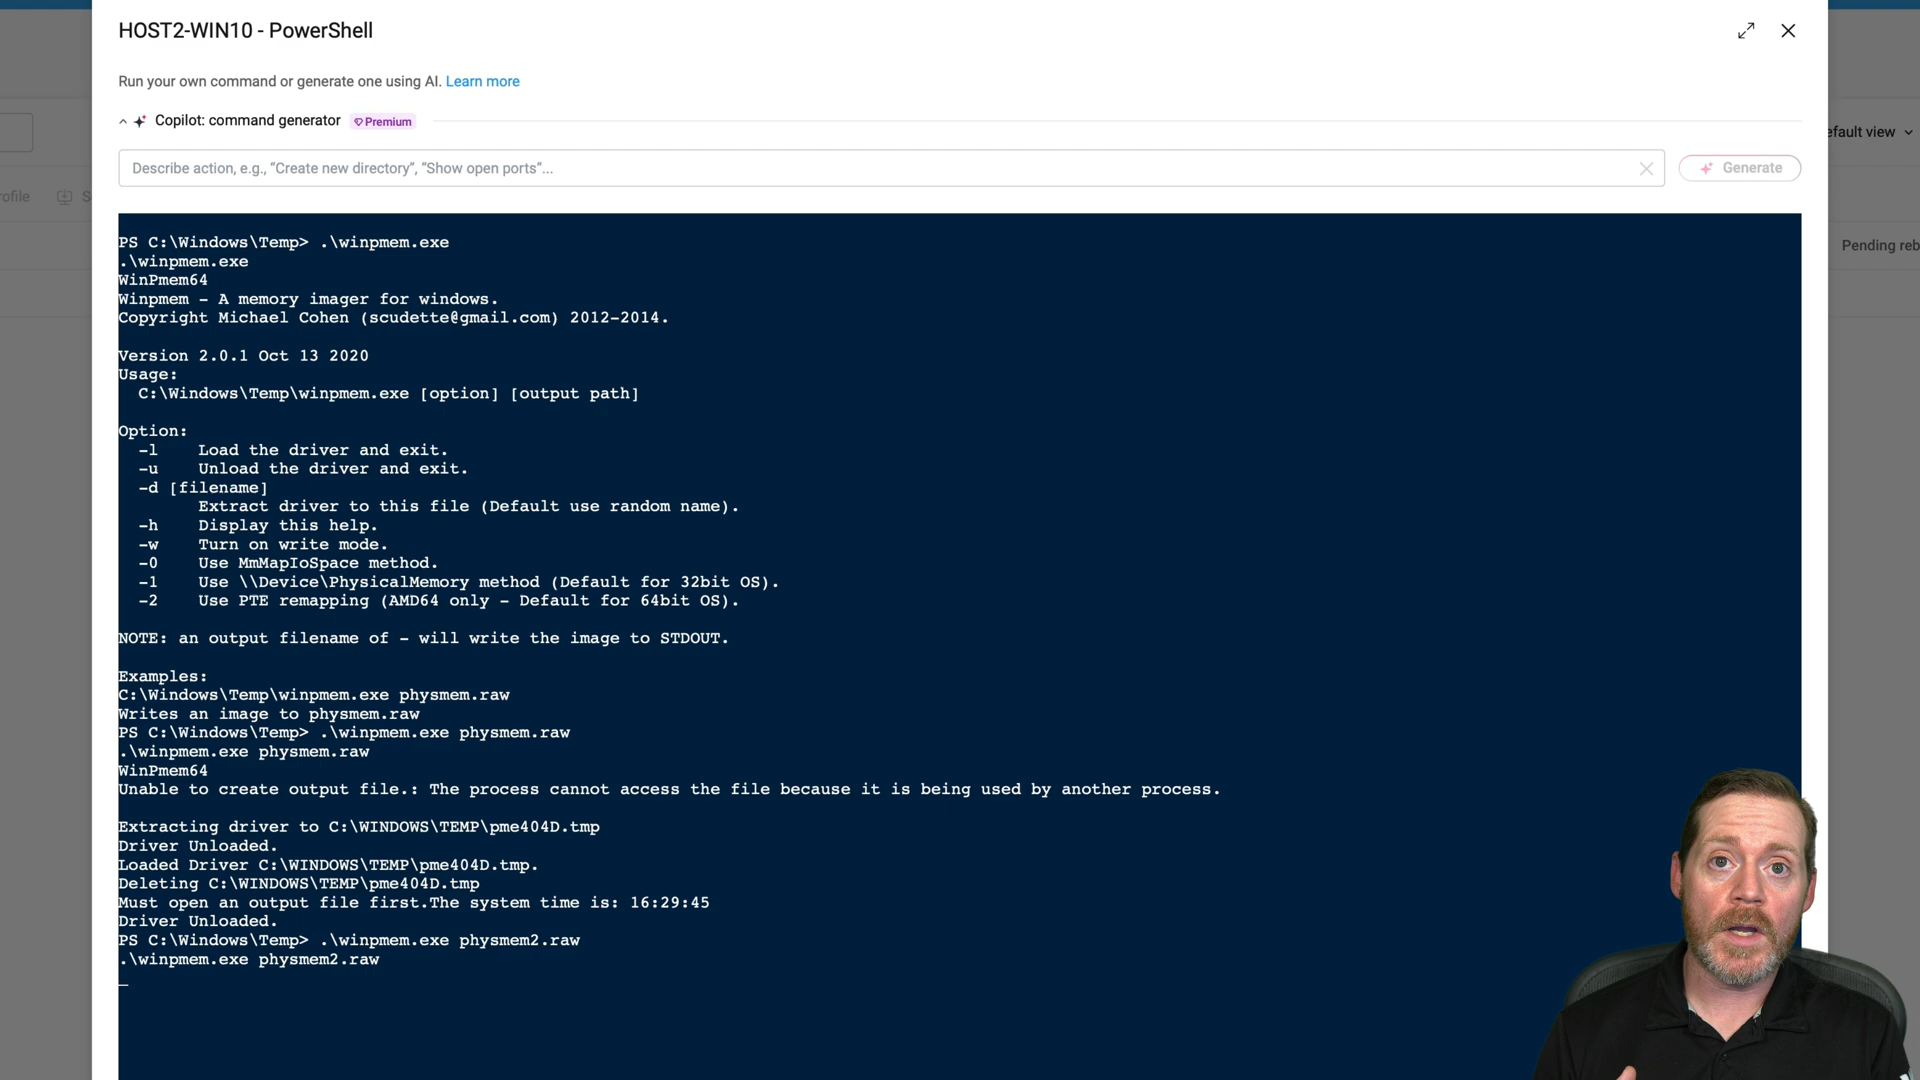 HOST2-WIN10 - PowerShell
Run your own command or generate one using AI. Learn more
Copilot: command generator Premium
efault view
Describe action, e.g., “Create new directory”, “Show open ports”...
Generate
rofile S
Pending reb
PS C:\Windows\Temp> .\winpmem.exe
.\winpmem.exe
WinPmem64
Winpmem - A memory imager for windows.
Copyright Michael Cohen (scudette@gmail.com) 2012-2014.
Version 2.0.1 Oct 13 2020
Usage:
C:\Windows\Temp\winpmem.exe [option] [output path]
Option:
-l Load the driver and exit.
-u Unload the driver and exit.
-d [filename]
Extract driver to this file (Default use random name).
-h Display this help.
-w Turn on write mode.
-0 Use MmMapIoSpace method.
-1 Use \\Device\PhysicalMemory method (Default for 32bit OS).
-2 Use PTE remapping (AMD64 only - Default for 64bit OS).
NOTE: an output filename of - will write the image to STDOUT.
Examples:
C:\Windows\Temp\winpmem.exe physmem.raw
Writes an image to physmem.raw
PS C:\Windows\Temp> .\winpmem.exe physmem.raw
.\winpmem.exe physmem.raw
WinPmem64
Unable to create output file.: The process cannot access the file because it is being used by another process.
Extracting driver to C:\WINDOWS\TEMP\pme404D.tmp
Driver Unloaded.
Loaded Driver C:\WINDOWS\TEMP\pme404D.tmp.
Deleting C:\WINDOWS\TEMP\pme404D.tmp
Must open an output file first.The system time is: 16:29:45
Driver Unloaded.
PS C:\Windows\Temp> .\winpmem.exe physmem2.raw
.\winpmem.exe physmem2.raw
_